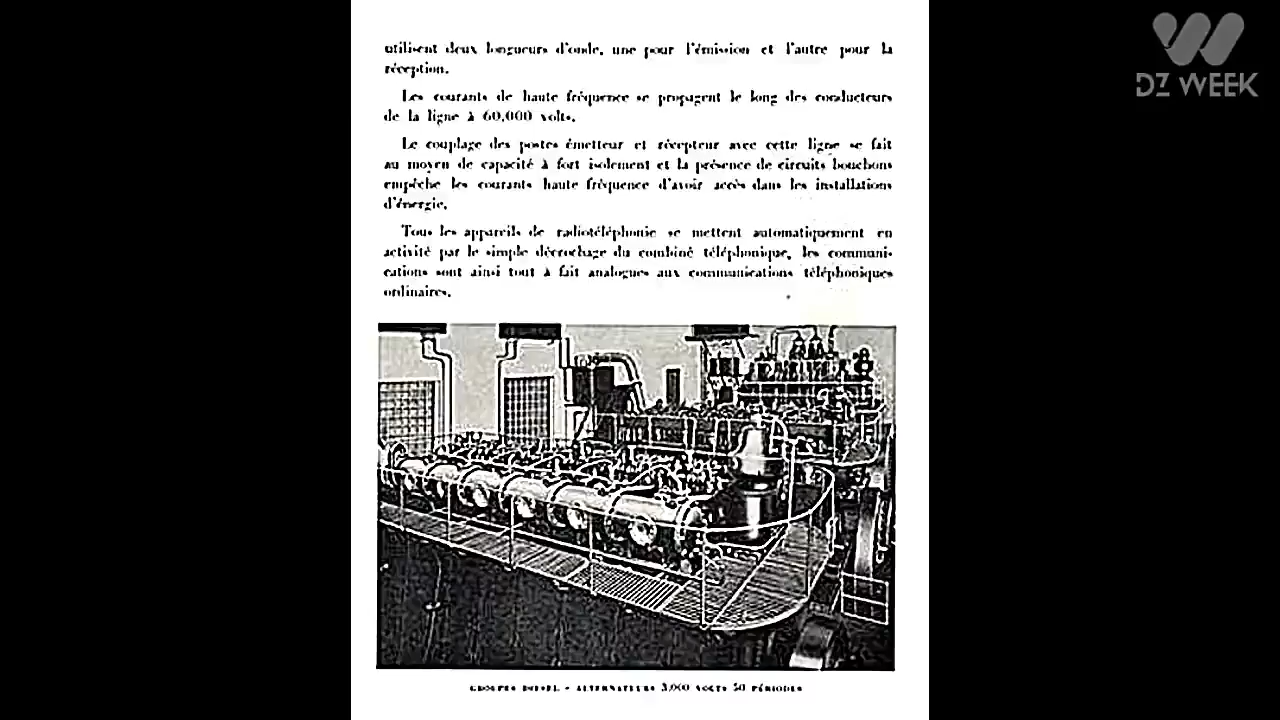 utilisent deux longueurs d'onde, une pour l'émission et l'autre pour la
réception.
Les courants de haute fréquence se propagent le long des conducteurs
de la ligne à 60,000 volts.
Le couplage des postes émetteur et récepteur avec cette ligne se fait
au moyen de capacité à fort isolement et la présence de circuits bouchons
empêche les courants haute fréquence d'avoir accès dans les installations
d'énergie.
Tous les appareils de radiotéléphonie se mettent automatiquement en
activité par le simple décrochage du combiné téléphonique, les communi-
cations sont ainsi tout à fait analogues aux communications téléphoniques
ordinaires.
GROUPES DIESEL - ALTERNATEURS 3,000 VOLTS 50 PÉRIODES
DZ WEEK